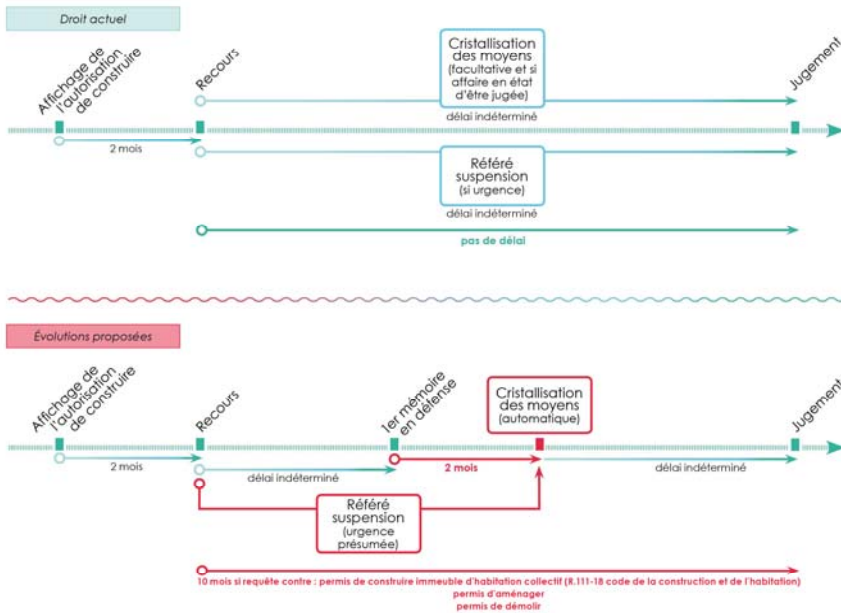 Droit actuel
Affichage de
l'autorisation
de construire
Recours
Cristallisation
des moyens
(facultative et si
affaire en état
d'être jugée)
délai indéterminé
Jugement
2 mois
Référé
suspension
(si urgence)
délai indéterminé
pas de délai
Évolutions proposées
Affichage de
l'autorisation
de construire
Recours
1er mémoire
en défense
Cristallisation
des moyens
(automatique)
Jugement
2 mois
délai indéterminé
2 mois
délai indéterminé
Référé
suspension
(urgence
présumée)
10 mois si requête contre : permis de construire immeuble d'habitation collectif (R.111-18 code de la construction et de l'habitation)
permis d'aménager
permis de démolir